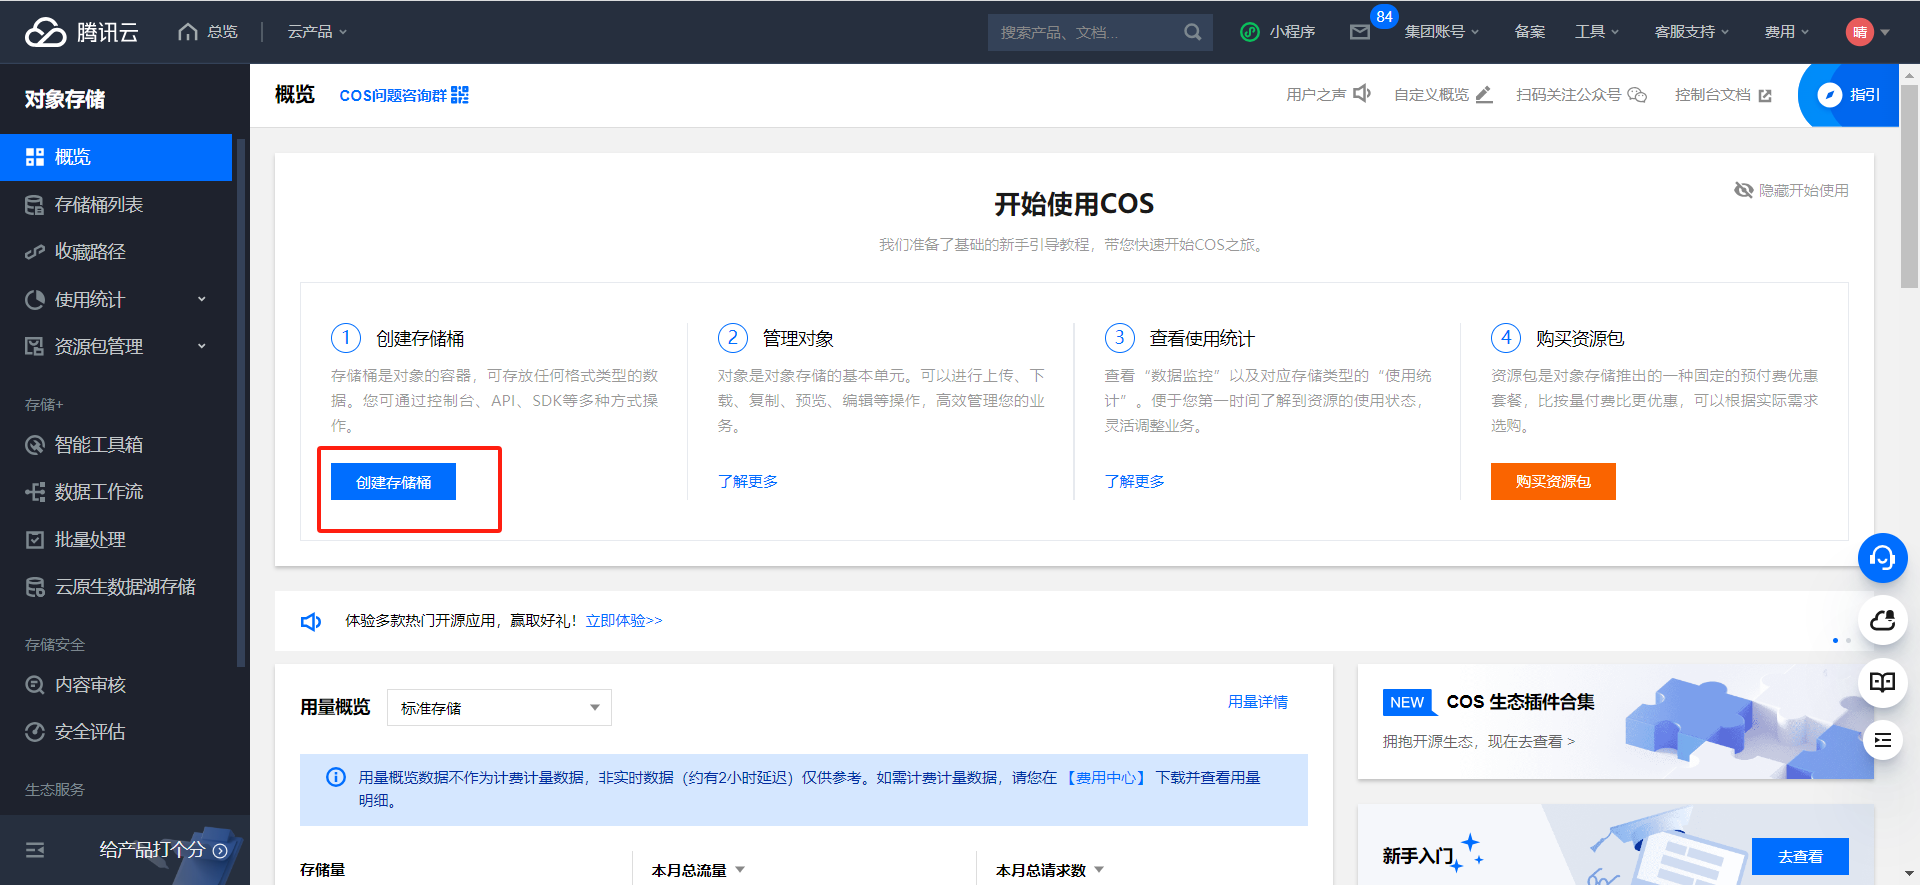 腾讯云
总览
云产品
搜索产品、文档...
小程序
84
集团账号
备案
工具
客服支持
费用
晴
对象存储
概览
存储桶列表
收藏路径
使用统计
资源包管理
存储+
智能工具箱
数据工作流
批量处理
云原生数据湖存储
存储安全
内容审核
安全评估
生态服务
给产品打个分
概览
COS问题咨询群
用户之声
自定义概览
扫码关注公众号
控制台文档
指引
开始使用COS
隐藏开始使用
我们准备了基础的新手引导教程，带您快速开始COS之旅。
1 创建存储桶
存储桶是对象的容器，可存放任何格式类型的数
据。您可通过控制台、API、SDK等多种方式操
作。
创建存储桶
2 管理对象
对象是对象存储的基本单元。可以进行上传、下
载、复制、预览、编辑等操作，高效管理您的业
务。
了解更多
3 查看使用统计
查看“数据监控”以及对应存储类型的“使用统
计”。便于您第一时间了解到资源的使用状态，
灵活调整业务。
了解更多
4 购买资源包
资源包是对象存储推出的一种固定的预付费优惠
套餐，比按量付费比更优惠，可以根据实际需求
选购。
购买资源包
体验多款热门开源应用，赢取好礼！立即体验>>
用量概览
标准存储
用量详情
用量概览数据不作为计费计量数据，非实时数据（约有2小时延迟）仅供参考。如需计费计量数据，请您在【费用中心】下载并查看用量
明细。
存储量
本月总流量
本月总请求数
NEW
COS 生态插件合集
拥抱开源生态，现在去查看 >
新手入门
去查看